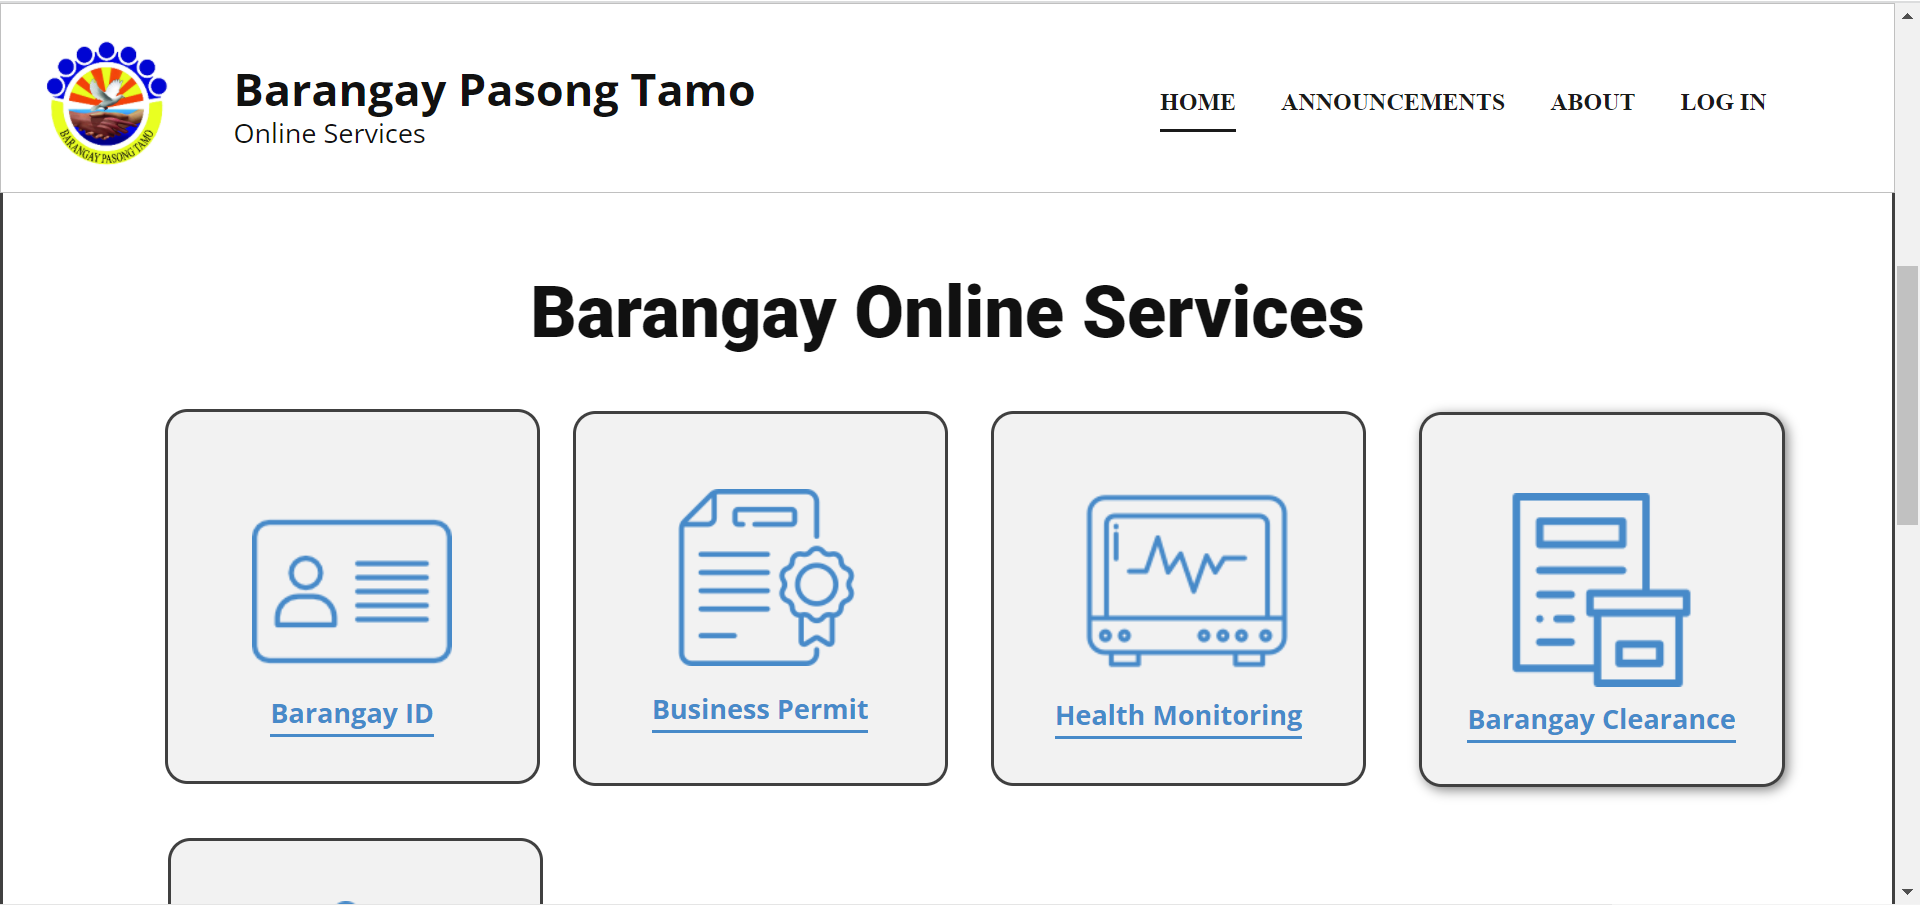 Barangay Pasong Tamo
Online Services
BARANGAY PASONG TAMO
HOME ANNOUNCEMENTS ABOUT LOG IN
Barangay Online Services
Barangay ID
Business Permit
Health Monitoring
Barangay Clearance